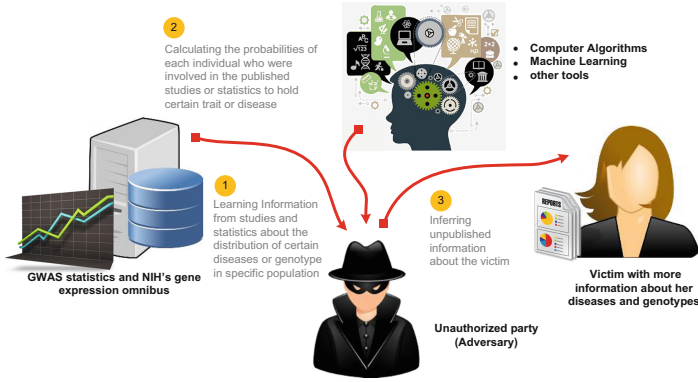 2
Calculating the probabilities of
each individual who were
involved in the published
studies or statistics to hold
certain trait or disease
• Computer Algorithms
• Machine Learning
• other tools
1
Learning Information
from studies and
statistics about the
distribution of certain
diseases or genotype
in specific population
3
Inferring
unpublished
information
about the victim
REPORTS
GWAS statistics and NIH's gene
expression omnibus
Unauthorized party
(Adversary)
Victim with more
information about her
diseases and genotypes